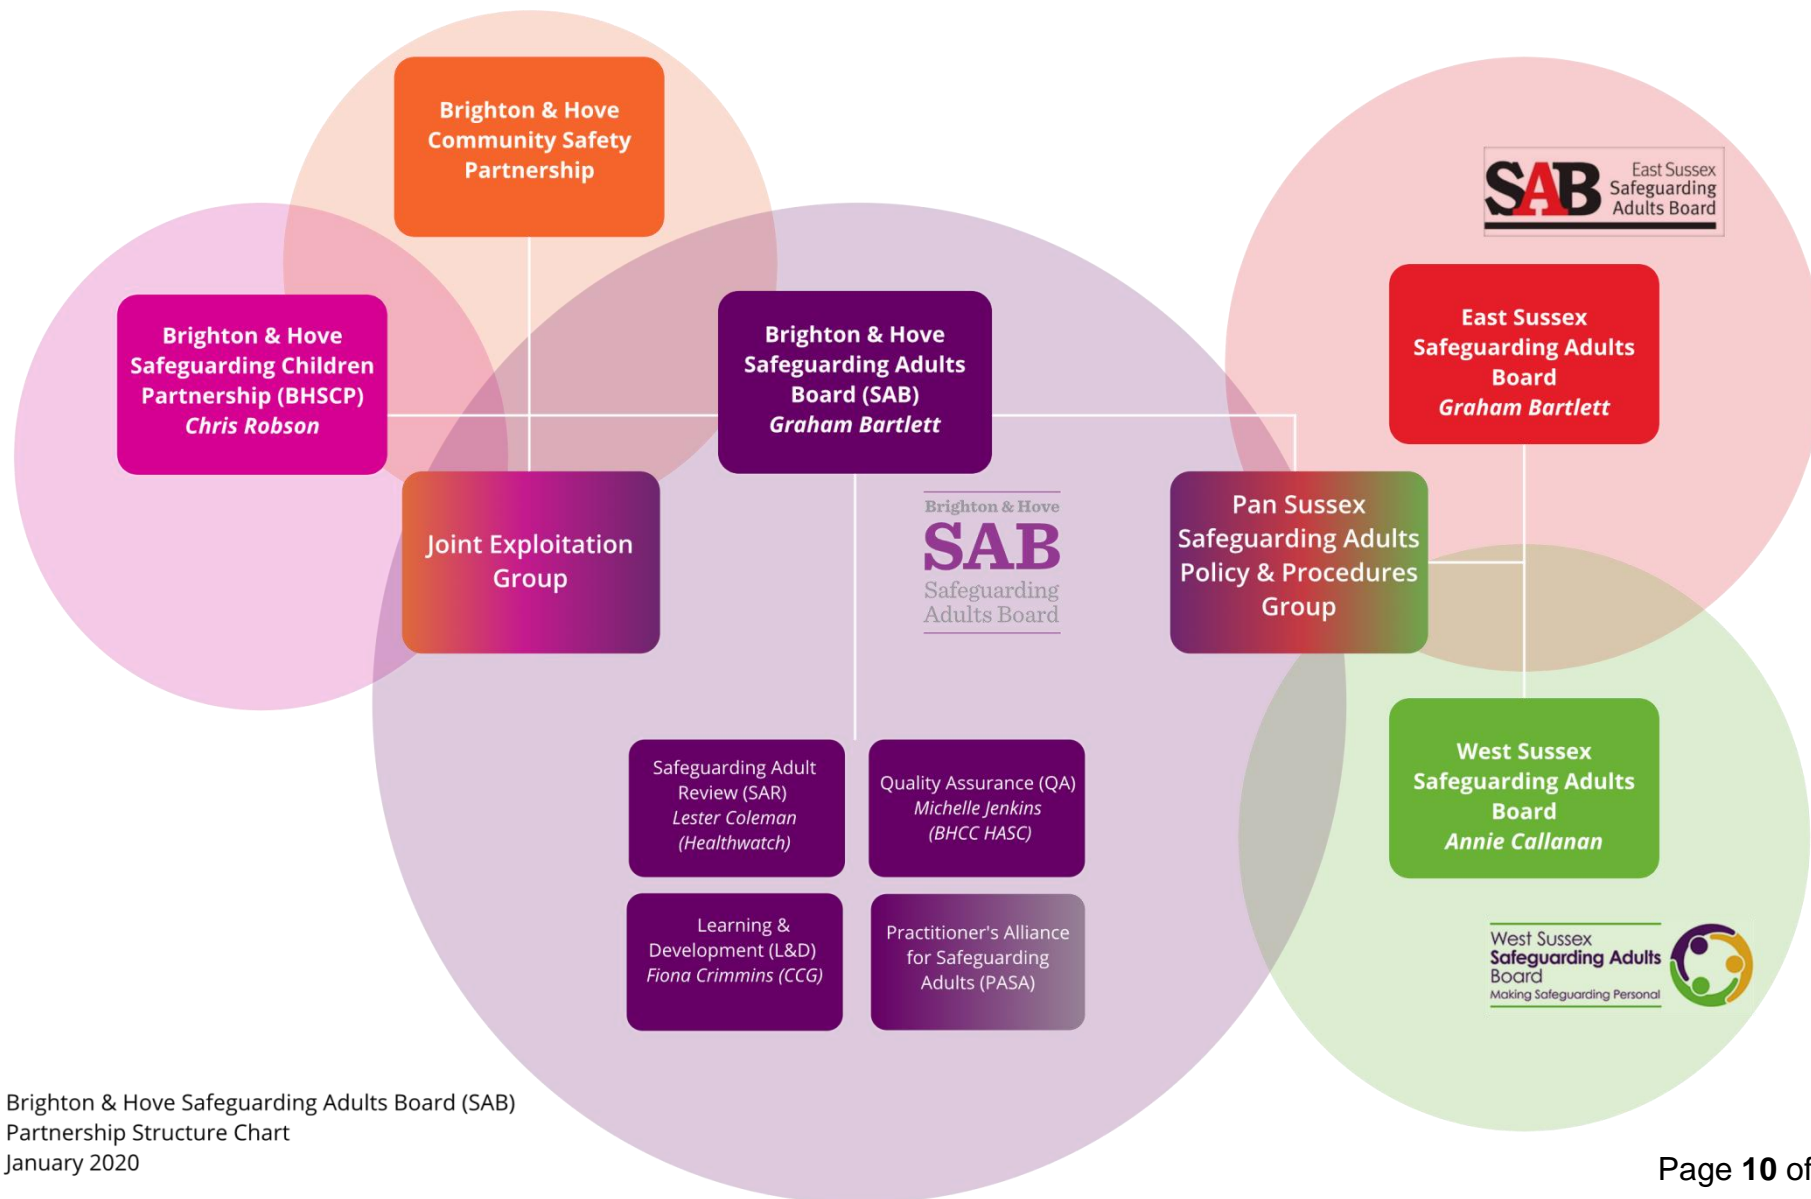 Brighton & Hove
Community Safety
Partnership
Brighton & Hove
Safeguarding Children
Partnership (BHSCP)
Chris Robson
Brighton & Hove
Safeguarding Adults
Board (SAB)
Graham Bartlett
SAB
East Sussex
Safeguarding
Adults Board
East Sussex
Safeguarding Adults
Board
Graham Bartlett
Joint Exploitation
Group
Brighton & Hove
SAB
Safeguarding
Adults Board
Pan Sussex
Safeguarding Adults
Policy & Procedures
Group
Safeguarding Adult
Review (SAR)
Lester Coleman
(Healthwatch)
Quality Assurance (QA)
Michelle Jenkins
(BHCC HASC)
Learning &
Development (L&D)
Fiona Crimmins (CCG)
Practitioner's Alliance
for Safeguarding
Adults (PASA)
West Sussex
Safeguarding Adults
Board
Annie Callanan
West Sussex
Safeguarding Adults
Board
Making Safeguarding Personal
Brighton & Hove Safeguarding Adults Board (SAB)
Partnership Structure Chart
January 2020
Page 10 of